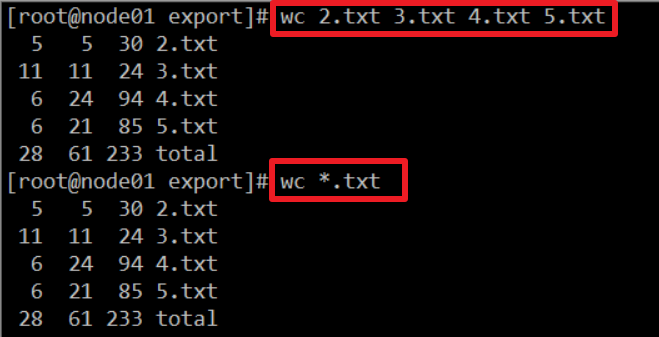 [root@node01 export]# wc 2.txt 3.txt 4.txt 5.txt
  5   5  30 2.txt
 11  11  24 3.txt
  6  24  94 4.txt
  6  21  85 5.txt
 28  61 233 total
[root@node01 export]# wc *.txt
  5   5  30 2.txt
 11  11  24 3.txt
  6  24  94 4.txt
  6  21  85 5.txt
 28  61 233 total